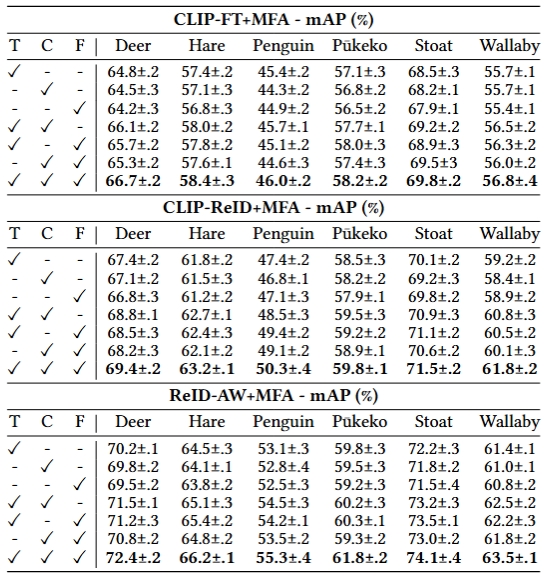 CLIP-FT+MFA - mAP (%)
T C F | Deer Hare Penguin Pūkeko Stoat Wallaby
✓ - - 64.8±.2 57.4±.2 45.4±.2 57.1±.3 68.5±.3 55.7±.1
- ✓ - 64.5±.3 57.1±.3 44.3±.2 56.8±.2 68.2±.1 55.7±.1
- - ✓ 64.2±.3 56.8±.3 44.9±.2 56.5±.2 67.9±.1 55.4±.1
✓ ✓ - 66.1±.2 58.0±.2 45.7±.1 57.7±.1 69.2±.2 56.5±.2
✓ - ✓ 65.7±.2 57.8±.2 45.1±.2 58.0±.3 68.9±.3 56.3±.2
- ✓ ✓ 65.3±.2 57.6±.1 44.6±.3 57.4±.3 69.5±3 56.0±.2
✓ ✓ ✓ 66.7±.2 58.4±.3 46.0±.2 58.2±.2 69.8±.2 56.8±.4
CLIP-ReID+MFA - mAP (%)
T C F | Deer Hare Penguin Pūkeko Stoat Wallaby
✓ - - 67.4±.2 61.8±.2 47.4±.2 58.5±.3 70.1±.2 59.2±.2
- ✓ - 67.1±.2 61.5±.3 46.8±.1 58.2±.2 69.2±.3 58.4±.1
- - ✓ 66.8±.3 61.2±.2 47.1±.3 57.9±.1 69.8±.2 58.9±.2
✓ ✓ - 68.8±.1 62.7±.1 48.5±.3 59.5±.3 70.9±.3 60.8±.3
✓ - ✓ 68.5±.3 62.4±.3 49.4±.2 59.2±.2 71.1±.2 60.5±.2
- ✓ ✓ 68.2±.3 62.1±.2 49.1±.2 58.9±.1 70.6±.2 60.1±.3
✓ ✓ ✓ 69.4±.2 63.2±.1 50.3±.4 59.8±.1 71.5±.2 61.8±.2
ReID-AW+MFA - mAP (%)
T C F | Deer Hare Penguin Pūkeko Stoat Wallaby
✓ - - 70.2±.1 64.5±.3 53.1±.3 59.8±.3 72.2±.3 61.4±.1
- ✓ - 69.8±.2 64.1±.1 52.8±.4 59.5±.3 71.8±.2 61.0±.1
- - ✓ 69.5±.2 63.8±.2 52.5±.3 59.2±.3 71.5±.4 60.8±.2
✓ ✓ - 71.5±.1 65.1±.3 54.5±.3 60.2±.3 73.2±.3 62.5±.2
✓ - ✓ 71.2±.3 65.4±.2 54.2±.1 60.3±.1 73.5±.1 62.2±.3
- ✓ ✓ 70.8±.2 64.8±.2 53.5±.2 59.3±.2 73.0±.2 61.8±.2
✓ ✓ ✓ 72.4±.2 66.2±.1 55.3±.4 61.8±.2 74.1±.4 63.5±.1